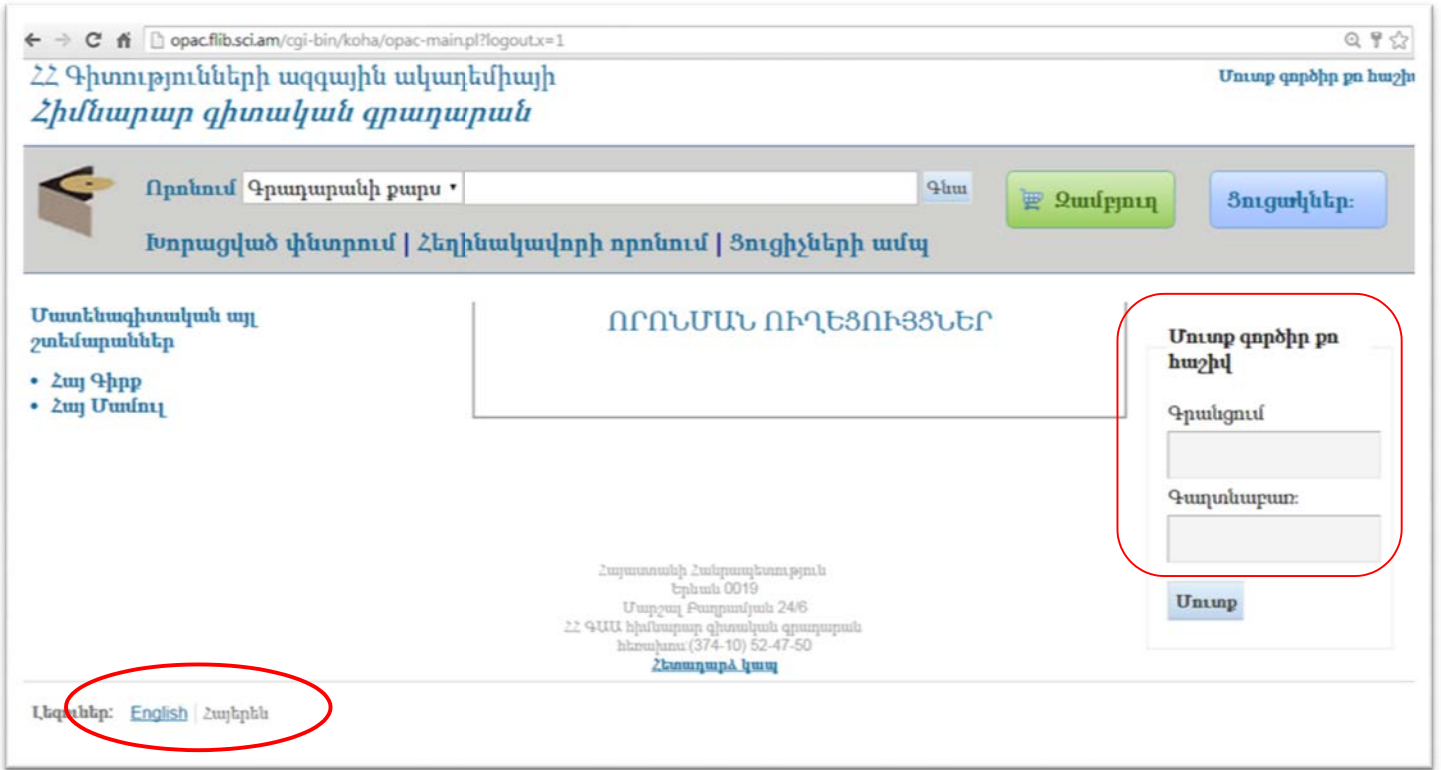 opac.flib.sci.am/cgi-bin/koha/opac-main.pl?logout.x=1
ՀՀ Գիտությունների ազգային ակադեմիայի
Հիմնարար գիտական գրադարան
Մուտք գործիր քո հաշիվ
Որոնում Գրադարանի քարտ Գնա
Զամբյուղ
Ցուցակներ:
Խորացված փնտրում | Հեղինակավորի որոնում | Ցուցիչների ամպ
Մատենագիտական այլ
շտեմարաններ
• Հայ Գիրք
• Հայ Մամուլ
ՈՐՈՆՄԱՆ ՈՒՂԵՑՈՒՅՑՆԵՐ
Մուտք գործիր քո
հաշիվ
Գրանցում
Գաղտնաբառ:
Մուտք
Հայաստանի Հանրապետություն
Երևան 0019
Մարշալ Բաղրամյան 24/6
ՀՀ ԳԱԱ հիմնարար գիտական գրադարան
հեռախոս:(374-10) 52-47-50
Հետադարձ կապ
Լեզուներ: English Հայերեն